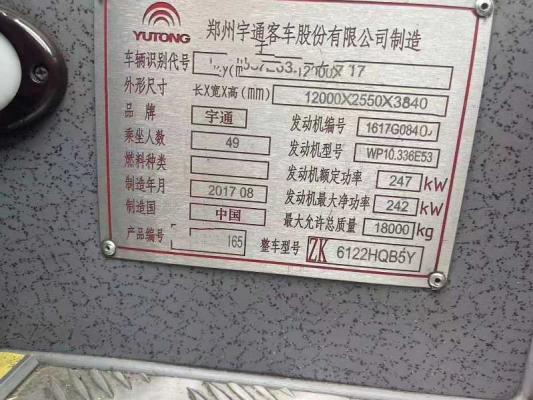 YUTONG 郑州宇通客车股份有限公司制造
车辆识别代号
外形尺寸 长X宽X高(mm) 12000X2550X3840
品牌 宇通 发动机编号 1617G0840
乘坐人数 49 发动机型号 WP10.336E53
燃料种类 发动机额定功率 247 kW
制造年月 2017 08 发动机最大净功率 242 kW
制造国 中国 最大允许总质量 18000 kg
产品编号 165 整车型号 ZK 6122HQB5Y